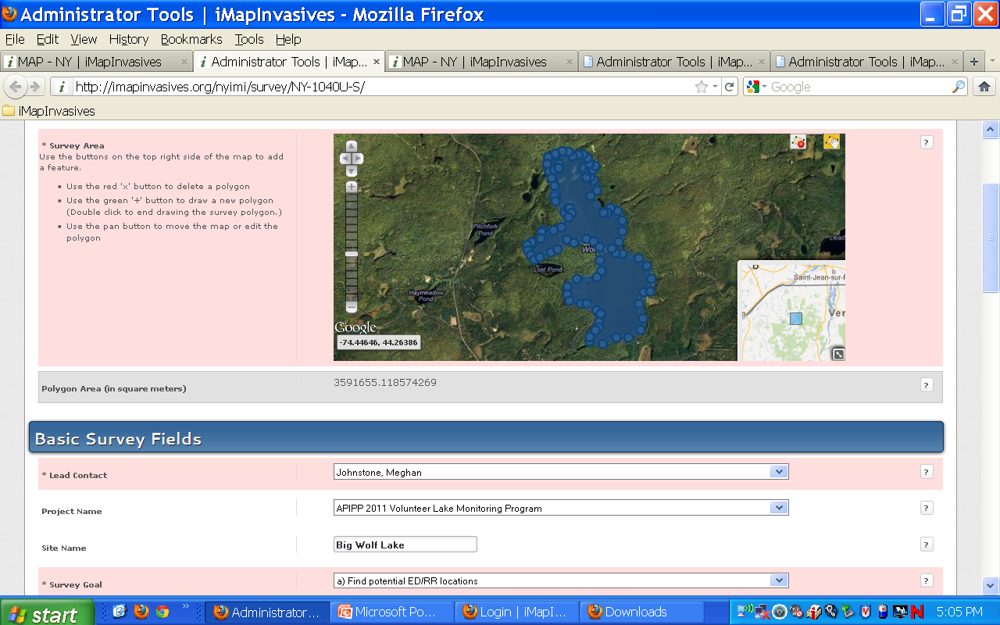 Administrator Tools | iMapInvasives - Mozilla Firefox
File Edit View History Bookmarks Tools Help
MAP - NY | iMapInvasives
Administrator Tools | iMap...
MAP - NY | iMapInvasives
Administrator Tools | iMap...
Administrator Tools | iMap...
http://imapinvasives.org/nyimi/survey/NY-1040U-S/
Google
iMapInvasives
* Survey Area
Use the buttons on the top right side of the map to add
a feature.
• Use the red 'x' button to delete a polygon
• Use the green '+' button to draw a new polygon
(Double click to end drawing the survey polygon.)
• Use the pan button to move the map or edit the
polygon
Pitchfork
Pond
Wol
Lead
Lost Pond
Haymeadow
Pond
Saint-Jean-sur-F
Ver
Google
-74.44646, 44.26386
?
Polygon Area (in square meters)
3591655.118574269
?
Basic Survey Fields
* Lead Contact
Johnstone, Meghan
?
Project Name
APIPP 2011 Volunteer Lake Monitoring Program
?
Site Name
Big Wolf Lake
?
* Survey Goal
a) Find potential ED/RR locations
?
start
»
Administrator...
Microsoft Po...
Login | iMapI...
Downloads
5:05 PM